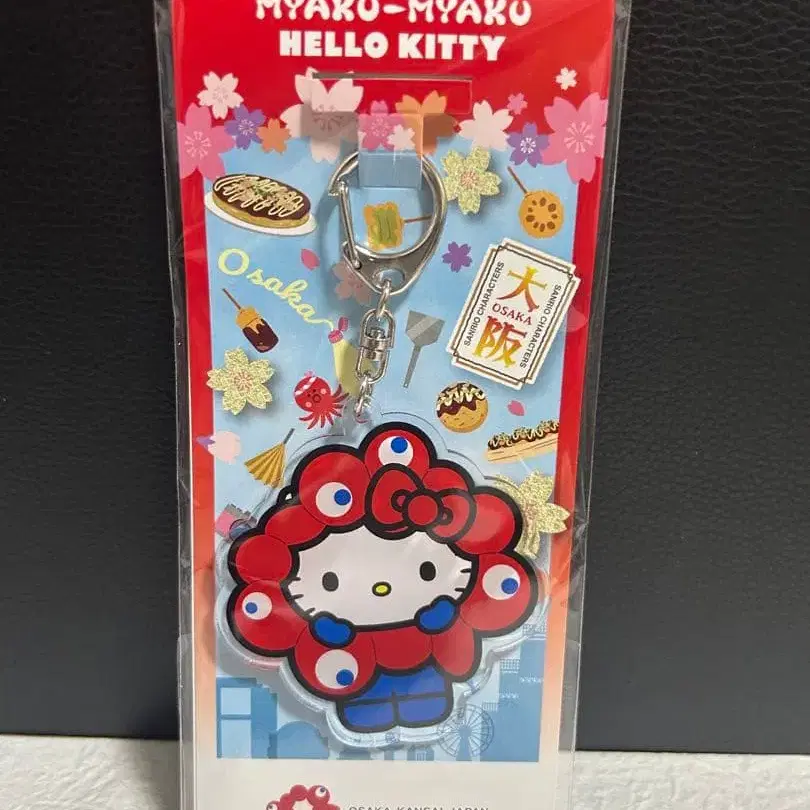 MYAKU-MYAKU
HELLO KITTY
Osaka
SANRIO CHARACTERS
大
OSAKA
阪
SANRIO CHARACTERS
OSAKA, KANSAI, JAPAN